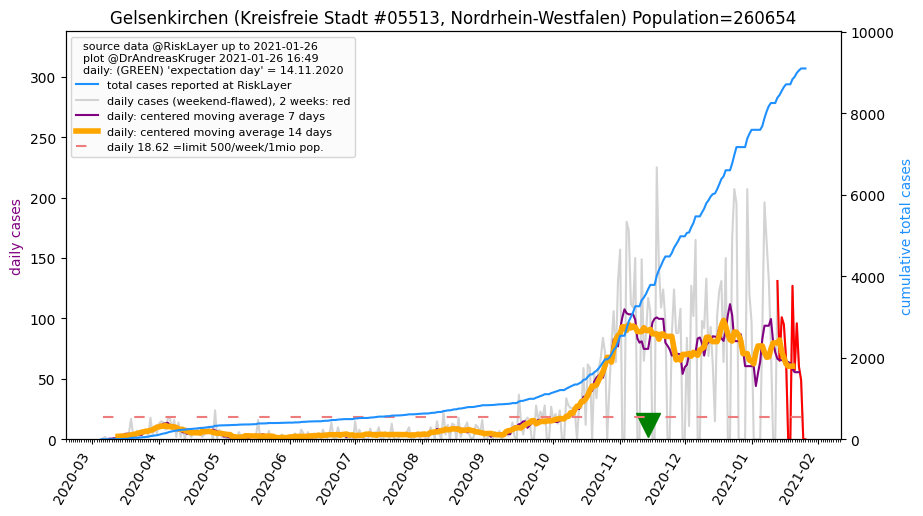 Gelsenkirchen (Kreisfreie Stadt #05513, Nordrhein-Westfalen) Population=260654
source data @RiskLayer up to 2021-01-26
plot @DrAndreasKruger 2021-01-26 16:49
daily: (GREEN) 'expectation day' = 14.11.2020
total cases reported at RiskLayer
daily cases (weekend-flawed), 2 weeks: red
daily: centered moving average 7 days
daily: centered moving average 14 days
daily 18.62 =limit 500/week/1mio pop.
daily cases
300
250
200
150
100
50
0
cumulative total cases
10000
8000
6000
4000
2000
0
2020-03
2020-04
2020-05
2020-06
2020-07
2020-08
2020-09
2020-10
2020-11
2020-12
2021-01
2021-02